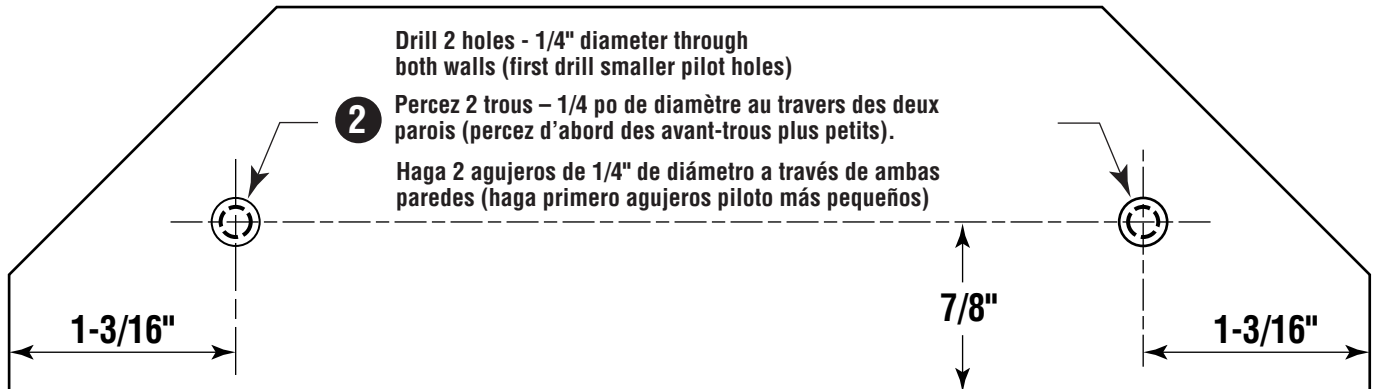 Drill 2 holes - 1/4" diameter through
both walls (first drill smaller pilot holes)
2
Percez 2 trous – 1/4 po de diamètre au travers des deux
parois (percez d’abord des avant-trous plus petits).
Haga 2 agujeros de 1/4" de diámetro a través de ambas
paredes (haga primero agujeros piloto más pequeños)
1-3/16"
7/8"
1-3/16"